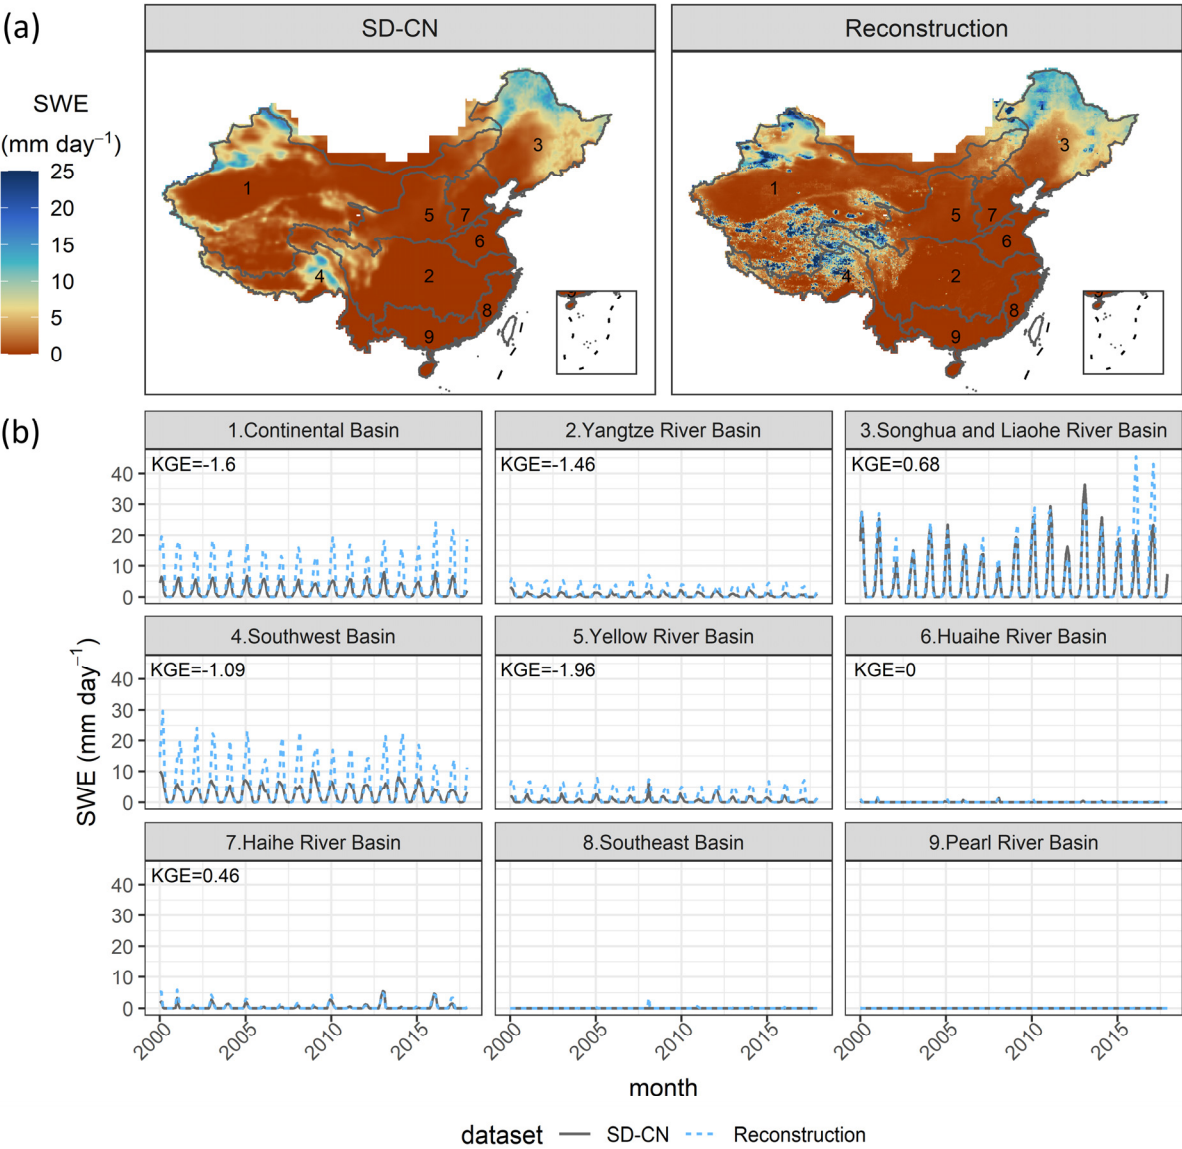 (a)
SD-CN
Reconstruction
SWE
(mm day⁻¹)
25
20
15
10
5
0
1
2
3
4
5
6
7
8
9
1
2
3
4
5
6
7
8
9
(b)
1.Continental Basin
2.Yangtze River Basin
3.Songhua and Liaohe River Basin
KGE=-1.6
KGE=-1.46
KGE=0.68
40
30
20
10
0
4.Southwest Basin
5.Yellow River Basin
6.Huaihe River Basin
KGE=-1.09
KGE=-1.96
KGE=0
40
30
20
10
0
SWE (mm day⁻¹)
7.Haihe River Basin
8.Southeast Basin
9.Pearl River Basin
KGE=0.46
40
30
20
10
0
2000
2005
2010
2015
2000
2005
2010
2015
2000
2005
2010
2015
month
dataset SD-CN Reconstruction